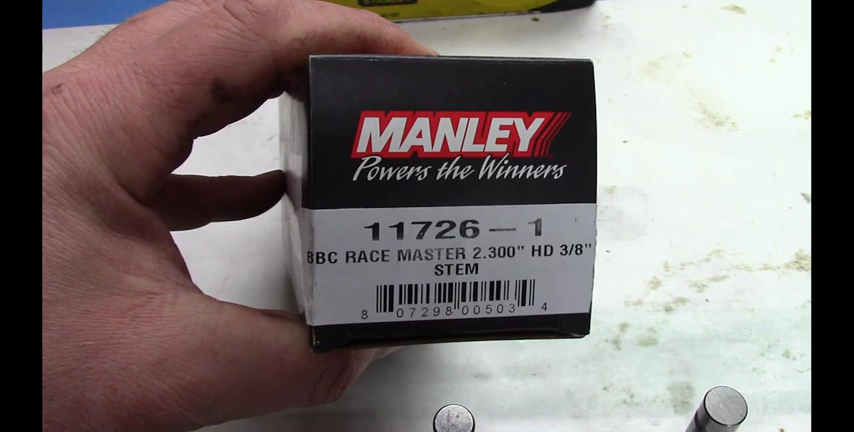 MANLEY
Powers the Winners
11726-1
BBC RACE MASTER 2.300" HD 3/8"
STEM
8 07298 00503 4